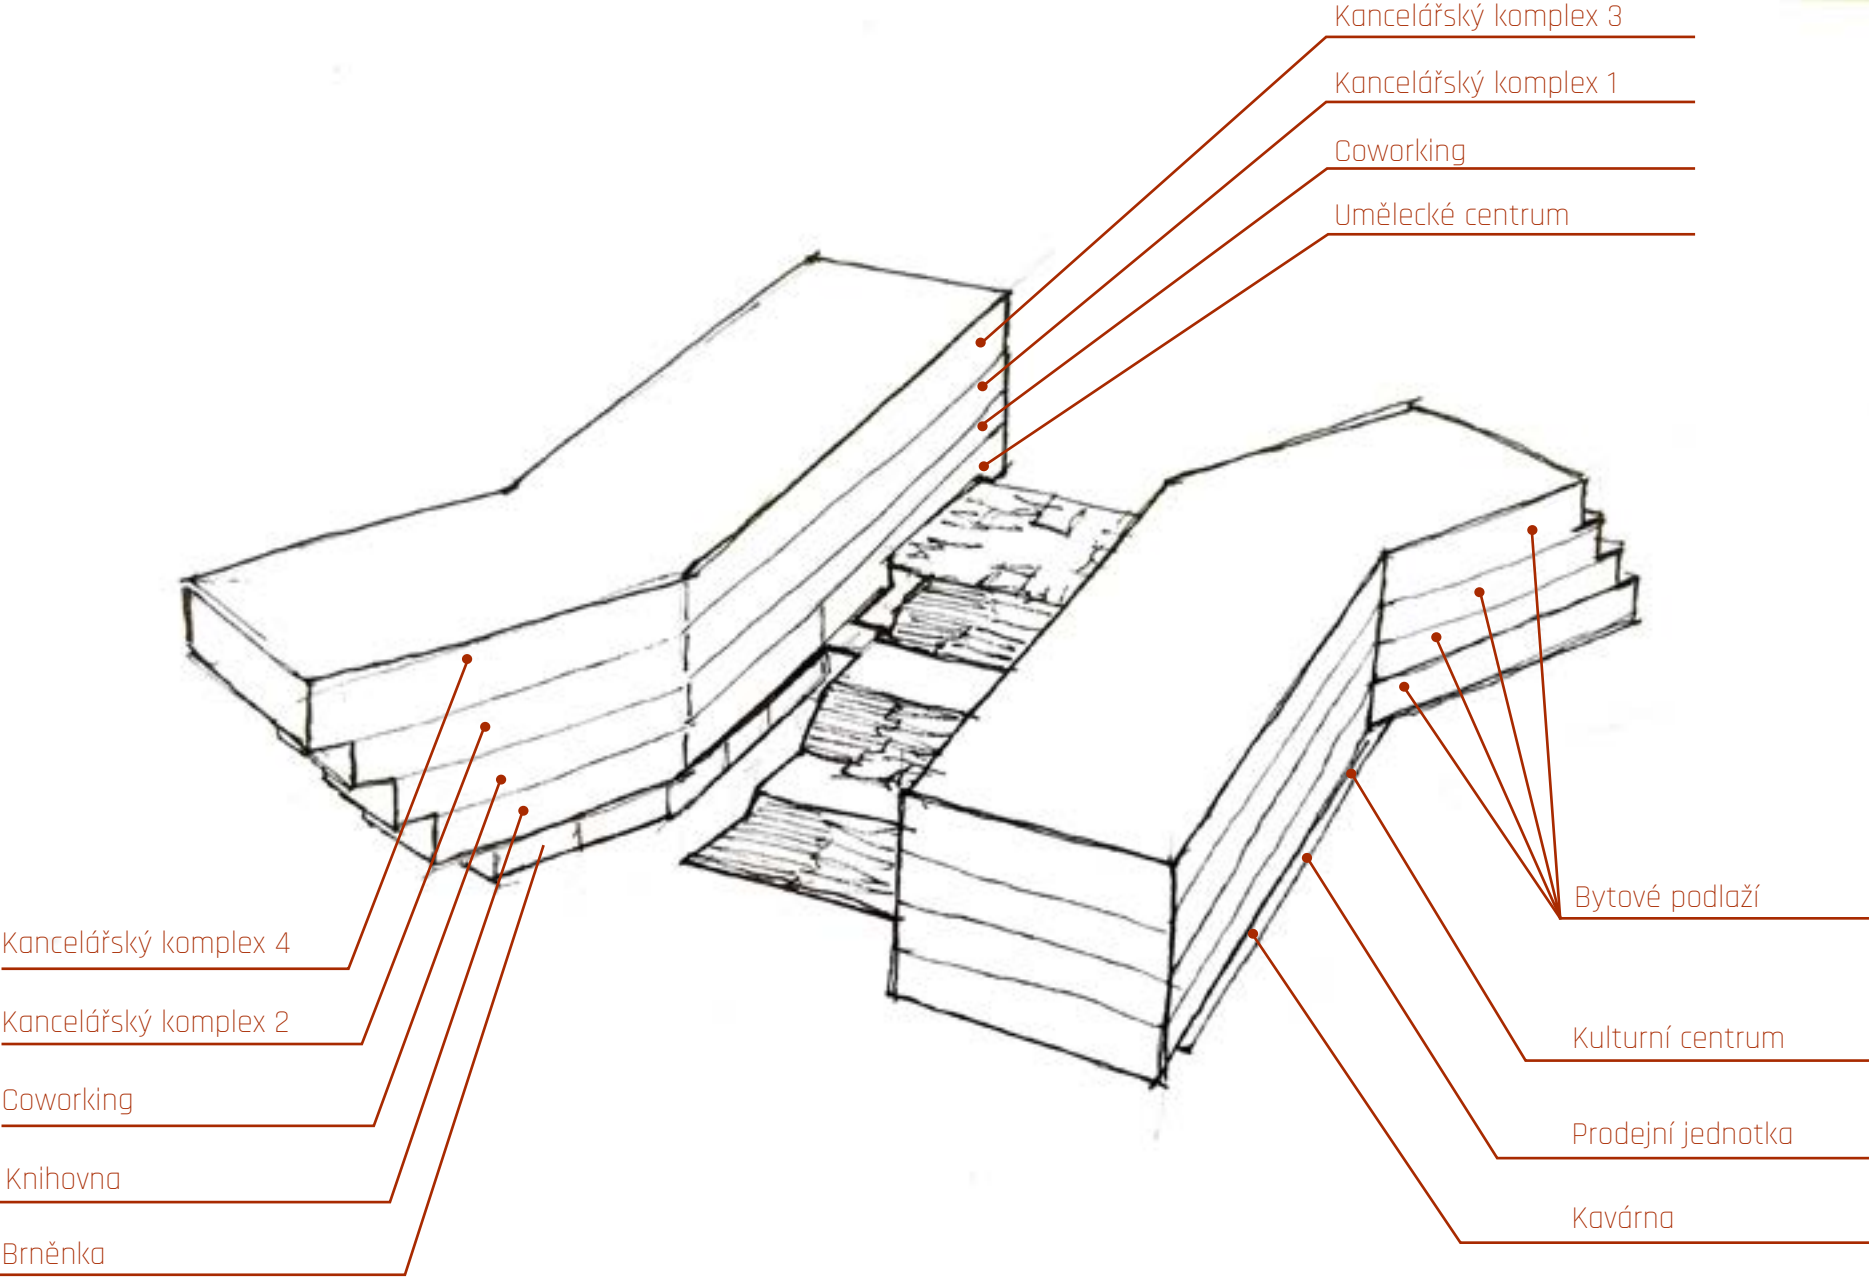 Kancelářský komplex 3
Kancelářský komplex 1
Coworking
Umělecké centrum
Kancelářský komplex 4
Kancelářský komplex 2
Coworking
Knihovna
Brněnka
Bytové podlaží
Kulturní centrum
Prodejní jednotka
Kavárna